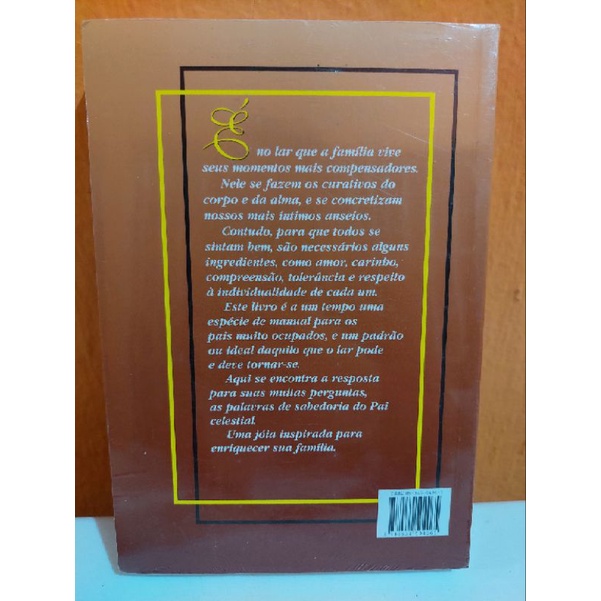 É no lar que a família vive
seus momentos mais compensadores.
Nele se fazem os curativos do
corpo e da alma, e se concretizam
nossos mais íntimos anseios.
Contudo, para que todos se
sintam bem, são necessários alguns
ingredientes, como amor, carinho,
compreensão, tolerância e respeito
à individualidade de cada um.
Este livro é a um tempo uma
espécie de manual para os
pais muito ocupados, e um padrão
ou ideal daquilo que o lar pode
e deve tornar-se.
Aqui se encontra a resposta
para suas muitas perguntas,
as palavras de sabedoria do Pai
celestial.
Uma jóia inspirada para
enriquecer sua família.